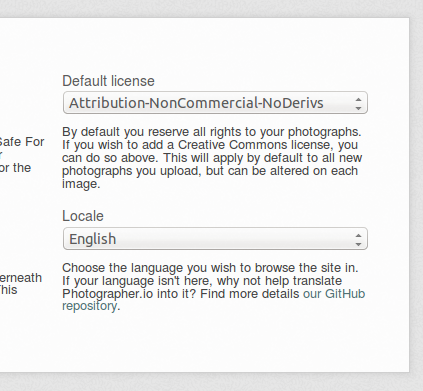 Default license
Attribution-NonCommercial-NoDerivs
By default you reserve all rights to your photographs.
If you wish to add a Creative Commons license, you
can do so above. This will apply by default to all new
photographs you upload, but can be altered on each
image.
Safe For
or the
Locale
English
Choose the language you wish to browse the site in.
If your language isn't here, why not help translate
Photographer.io into it? Find more details our GitHub
repository.
erneath
This